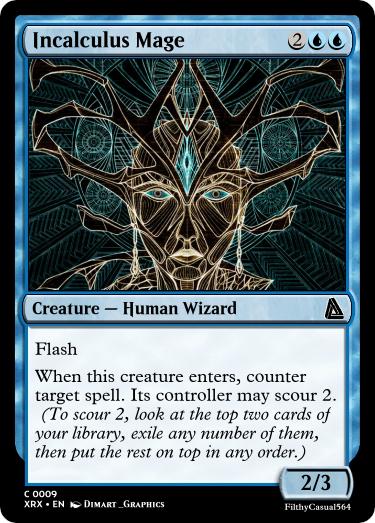 Incalculus Mage 2
Creature — Human Wizard
Flash
When this creature enters, counter
target spell. Its controller may scour 2.
(To scour 2, look at the top two cards of
your library, exile any number of them,
then put the rest on top in any order.)
2/3
C 0009
XRX • EN Dimart _Graphics
FilthyCasual564